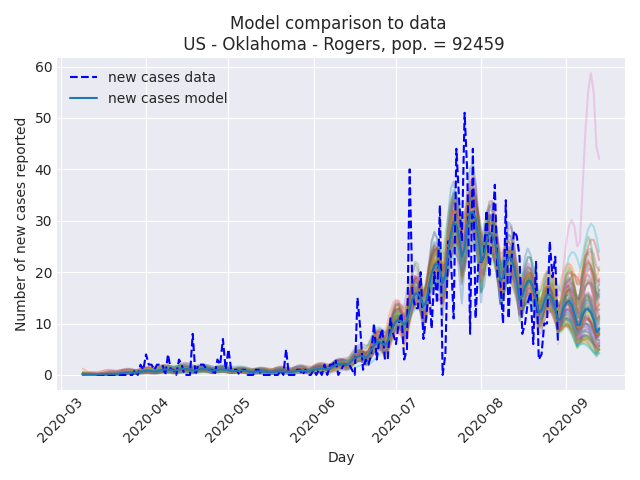 Model comparison to data
US - Oklahoma - Rogers, pop. = 92459
new cases data
new cases model
Number of new cases reported
60
50
40
30
20
10
0
2020-03
2020-04
2020-05
2020-06
2020-07
2020-08
2020-09
Day